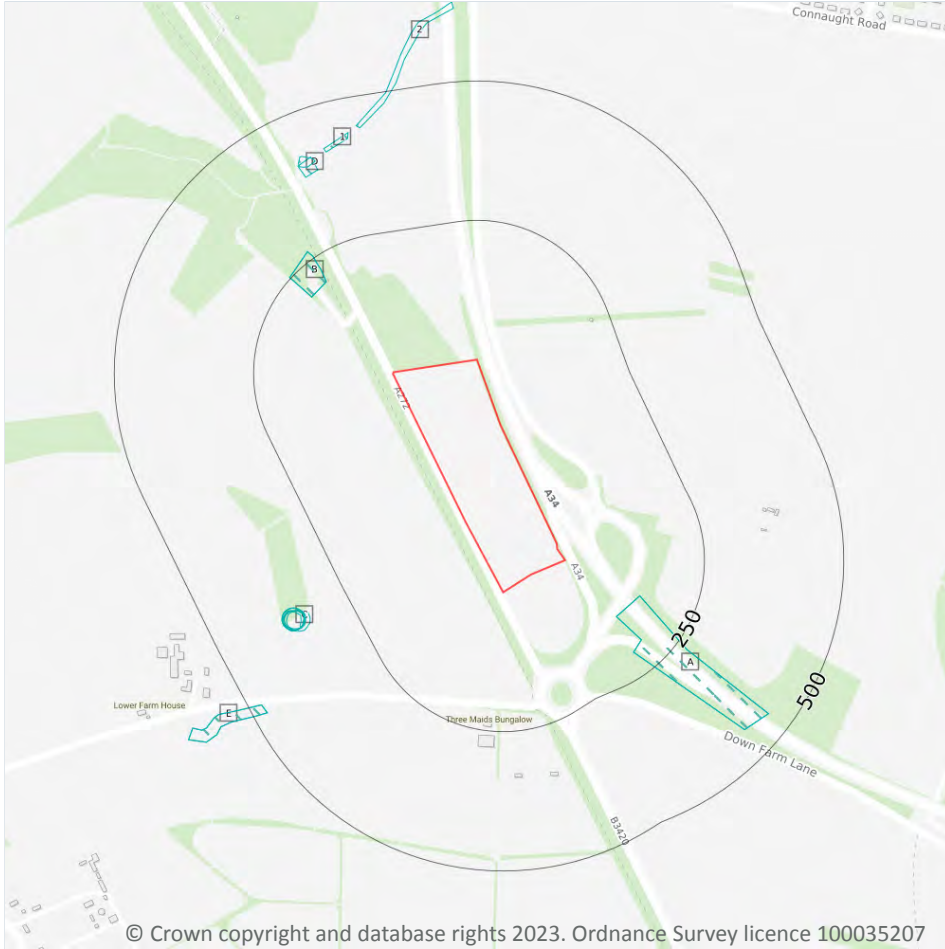 Connaught Road
2
1
D
B
A272
A34
A34
250
A
500
E
Lower Farm House
Three Maids Bungalow
Down Farm Lane
B3420
© Crown copyright and database rights 2023. Ordnance Survey licence 100035207